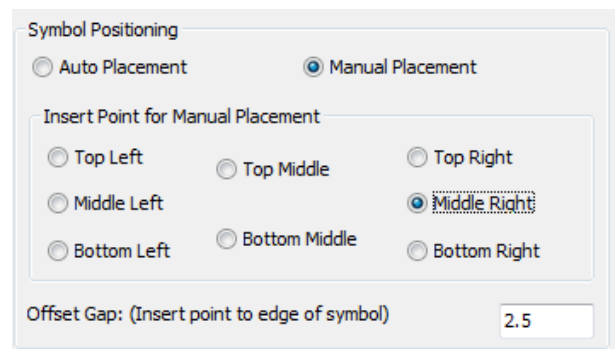 Symbol Positioning
Auto Placement Manual Placement
Insert Point for Manual Placement
Top Left Top Middle Top Right
Middle Left Middle Right
Bottom Left Bottom Middle Bottom Right
Offset Gap: (Insert point to edge of symbol) 2.5